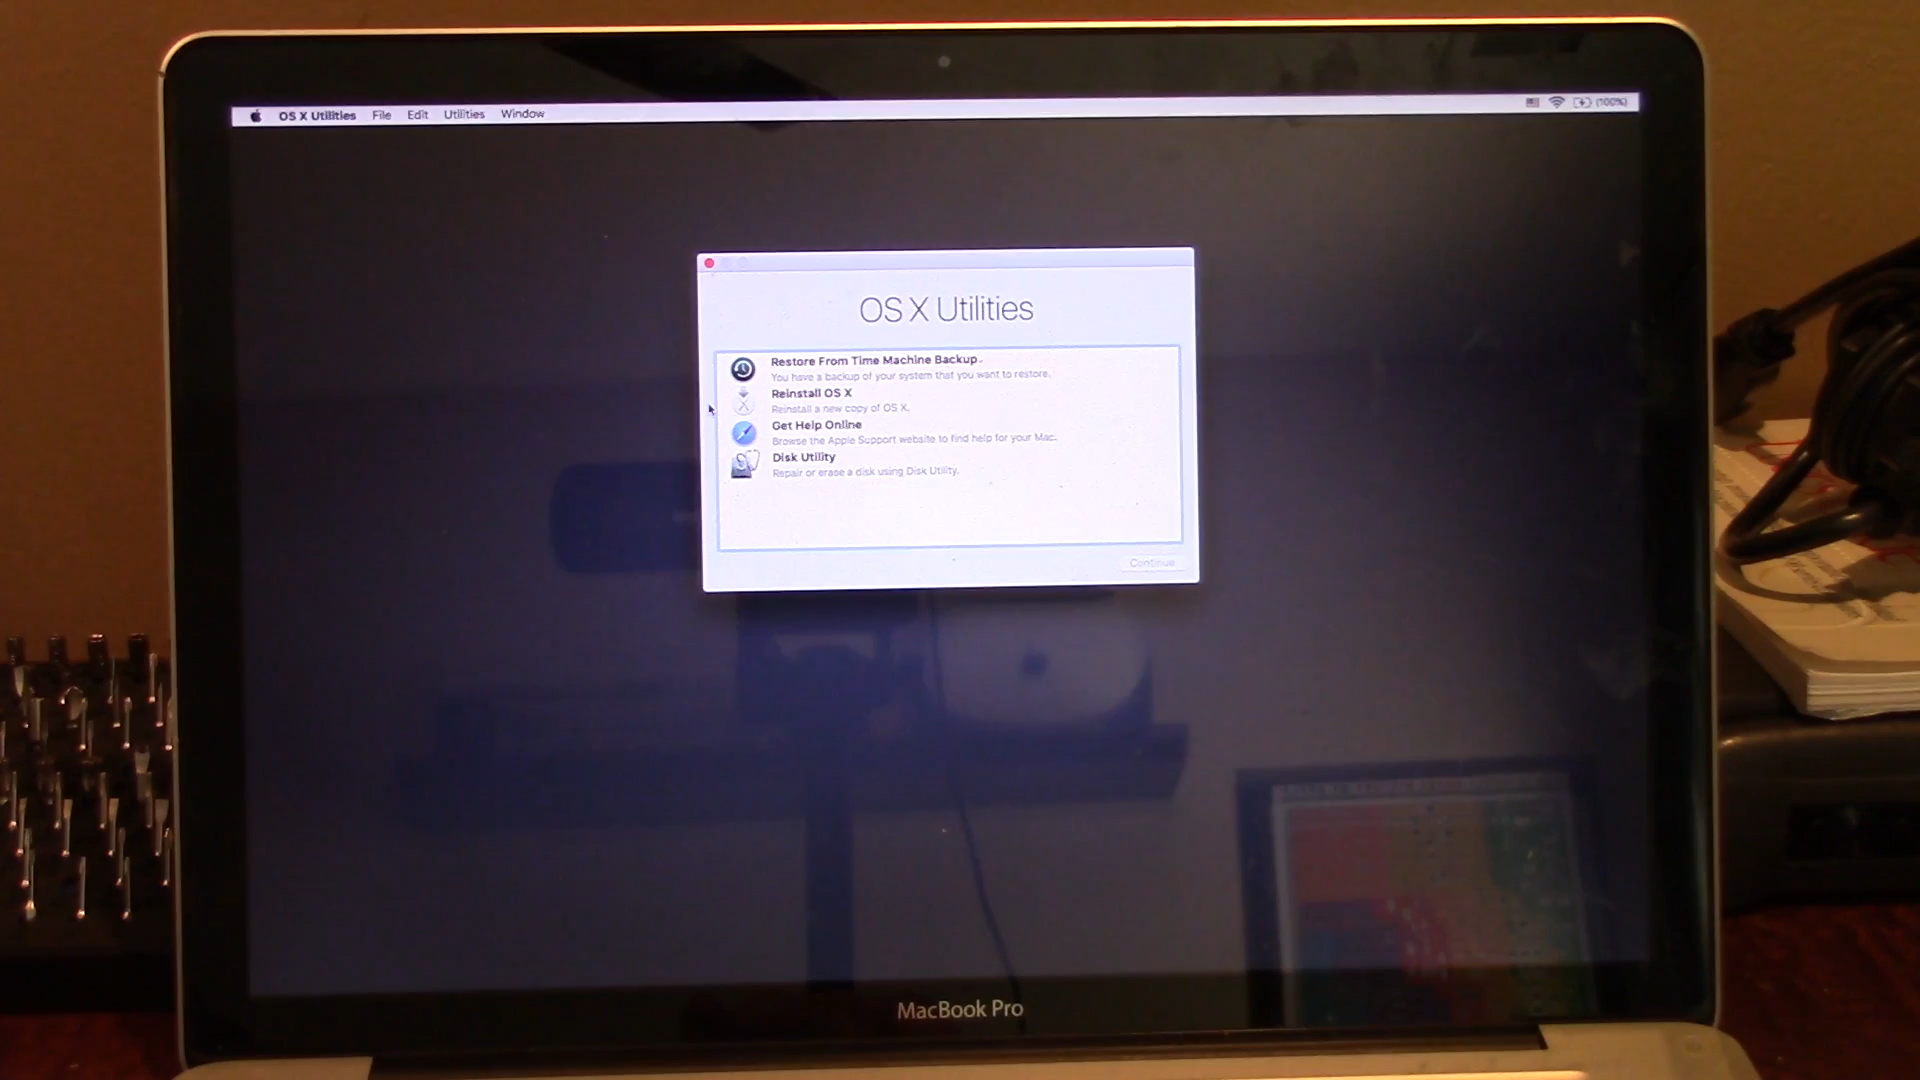 OS X Utilities File Edit Utilities Window (100%)
OS X Utilities
Restore From Time Machine Backup
You have a backup of your system that you want to restore.
Reinstall OS X
Reinstall a new copy of OS X.
Get Help Online
Browse the Apple Support website to find help for your Mac.
Disk Utility
Repair or erase a disk using Disk Utility.
Continue
MacBook Pro